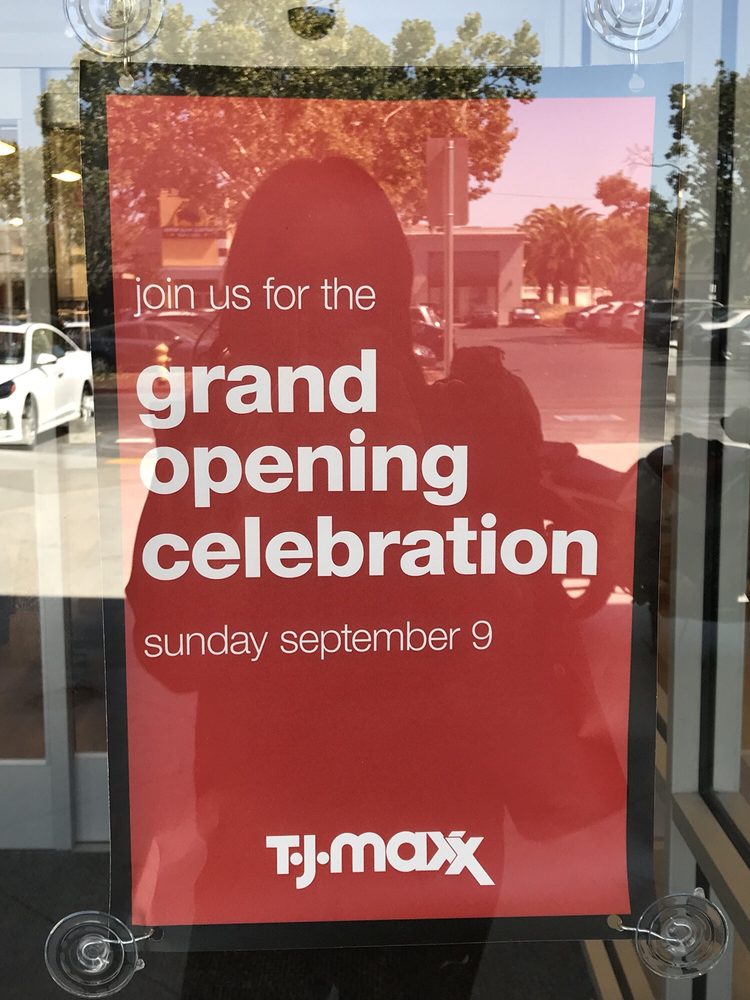 join us for the
grand
opening
celebration
sunday september 9
T.J.maxx